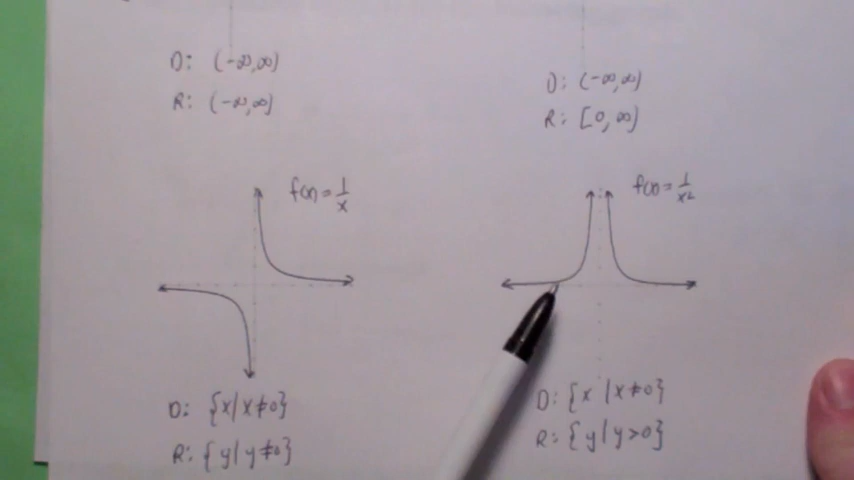 D: (-∞,∞)
R: (-∞,∞)
D: (-∞,∞)
R: [0,∞)
f(x) = 1/x
f(x) = 1/x²
D: {x | x≠0}
R: {y | y≠0}
D: {x | x≠0}
R: {y | y>0}